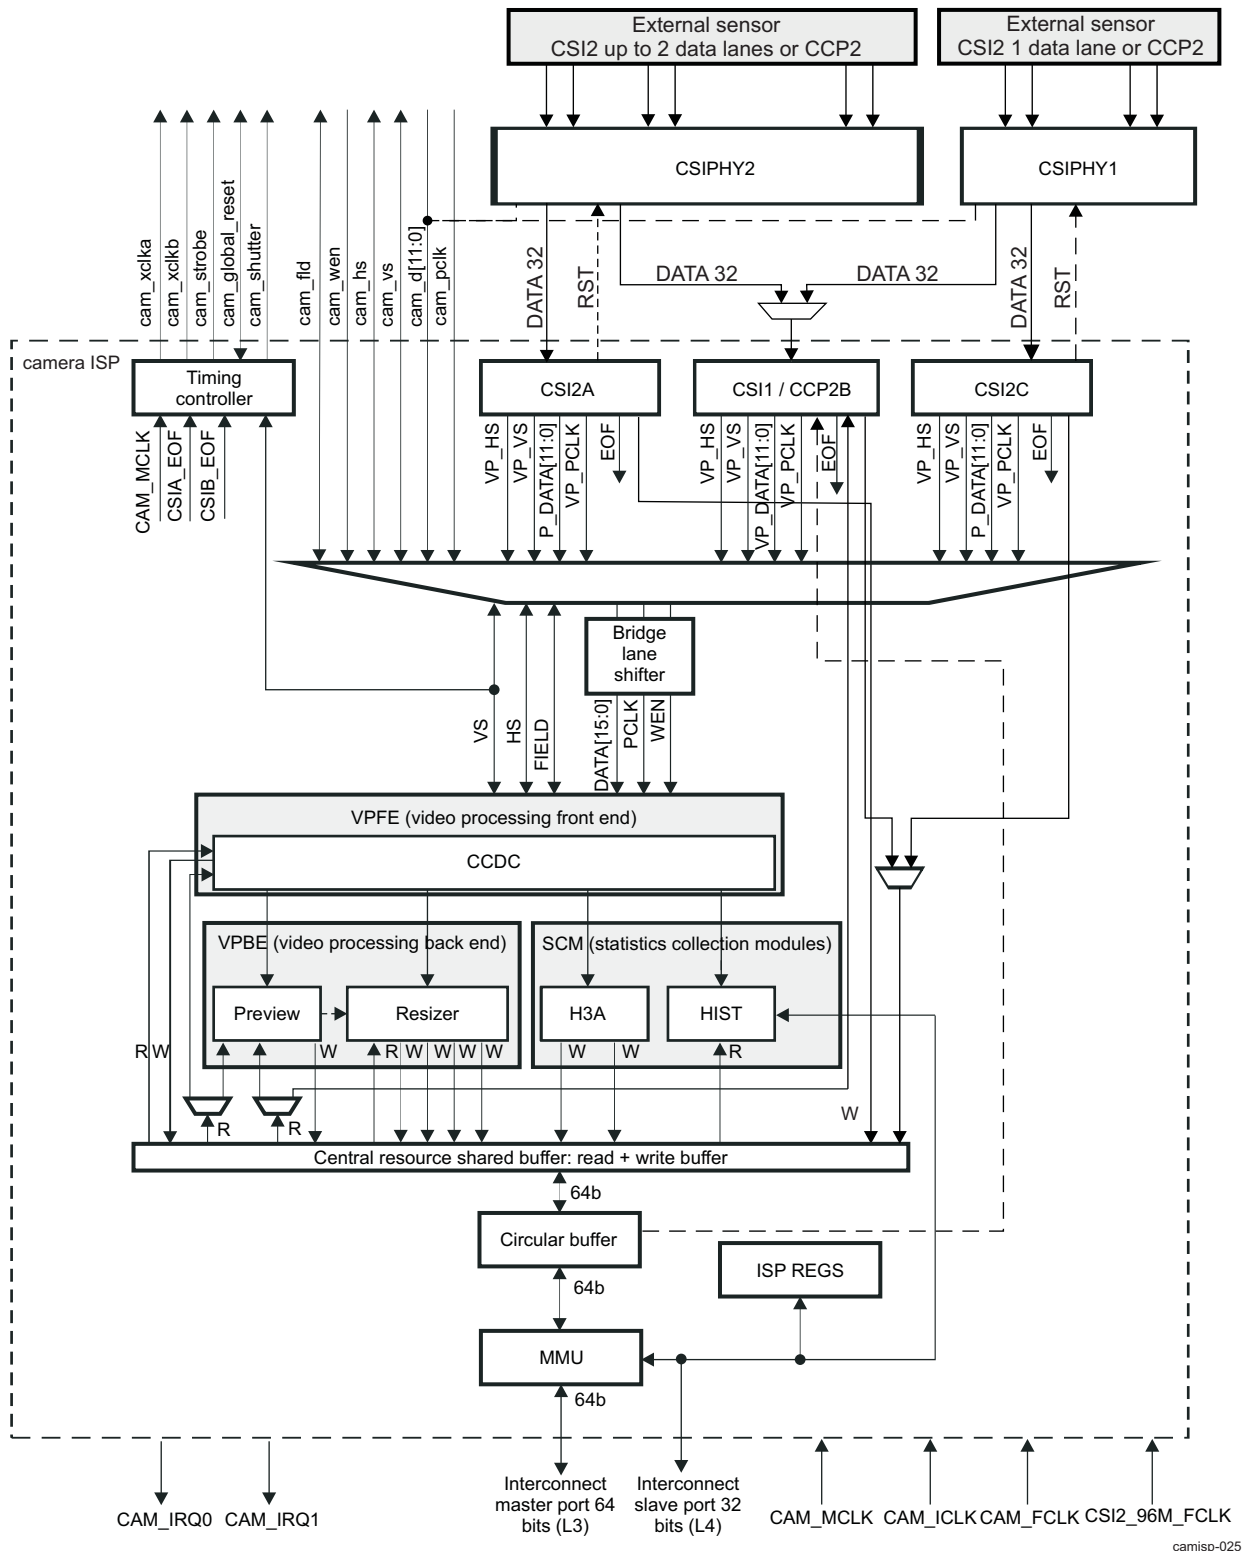 External sensor
CSI2 up to 2 data lanes or CCP2
External sensor
CSI2 1 data lane or CCP2
CSIPHY2
CSIPHY1
cam_xclka
cam_xclkb
cam_strobe
cam_global_reset
cam_shutter
cam_fld
cam_wen
cam_hs
cam_vs
cam_d[11:0]
cam_pclk
DATA 32
RST
DATA 32
DATA 32
DATA 32
RST
camera ISP
Timing
controller
CSI2A
CSI1 / CCP2B
CSI2C
CAM_MCLK
CSIA_EOF
CSIB_EOF
VP_HS
VP_VS
P_DATA[11:0]
VP_PCLK
EOF
VP_HS
VP_VS
VP_DATA[11:0]
VP_PCLK
EOF
VP_HS
VP_VS
P_DATA[11:0]
VP_PCLK
EOF
Bridge
lane
shifter
VS
HS
FIELD
DATA[15:0]
PCLK
WEN
VPFE (video processing front end)
CCDC
VPBE (video processing back end)
SCM (statistics collection modules)
Preview
Resizer
H3A
HIST
R W
W
R
W
W
W
W
W
W
R
R
R
W
Central resource shared buffer: read + write buffer
64b
Circular buffer
ISP REGS
64b
MMU
64b
Interconnect
master port 64
bits (L3)
Interconnect
slave port 32
bits (L4)
CAM_IRQ0
CAM_IRQ1
CAM_MCLK
CAM_ICLK
CAM_FCLK
CSI2_96M_FCLK
camisp-025